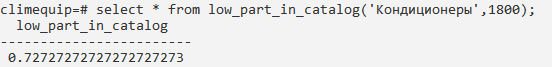 climequip=# select * from low_part_in_catalog('Кондиционеры',1800);
low_part_in_catalog
------------------------
0.72727272727272727273